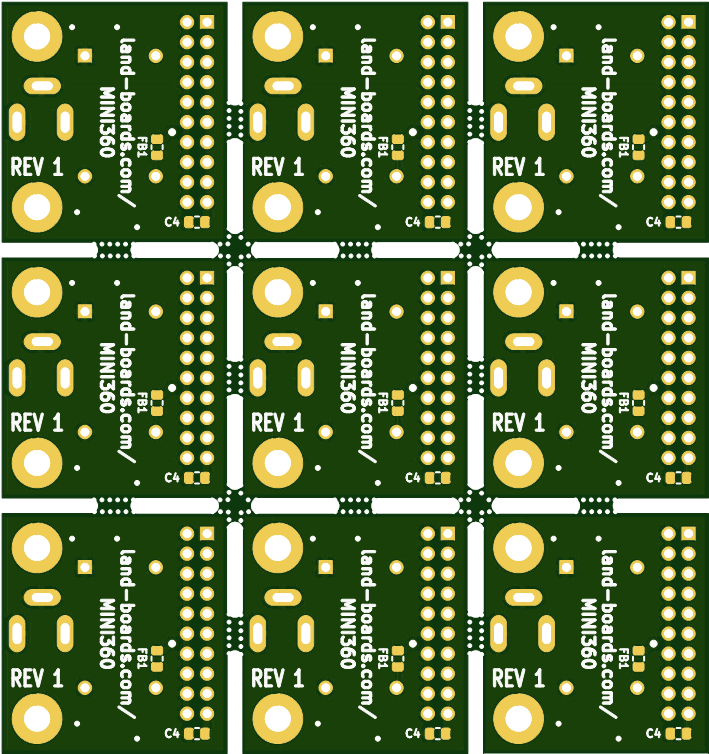 land-boards.com/
MINI360
FB1
REV 1
C4
land-boards.com/
MINI360
FB1
REV 1
C4
land-boards.com/
MINI360
FB1
REV 1
C4
land-boards.com/
MINI360
FB1
REV 1
C4
land-boards.com/
MINI360
FB1
REV 1
C4
land-boards.com/
MINI360
FB1
REV 1
C4
land-boards.com/
MINI360
FB1
REV 1
C4
land-boards.com/
MINI360
FB1
REV 1
C4
land-boards.com/
MINI360
FB1
REV 1
C4